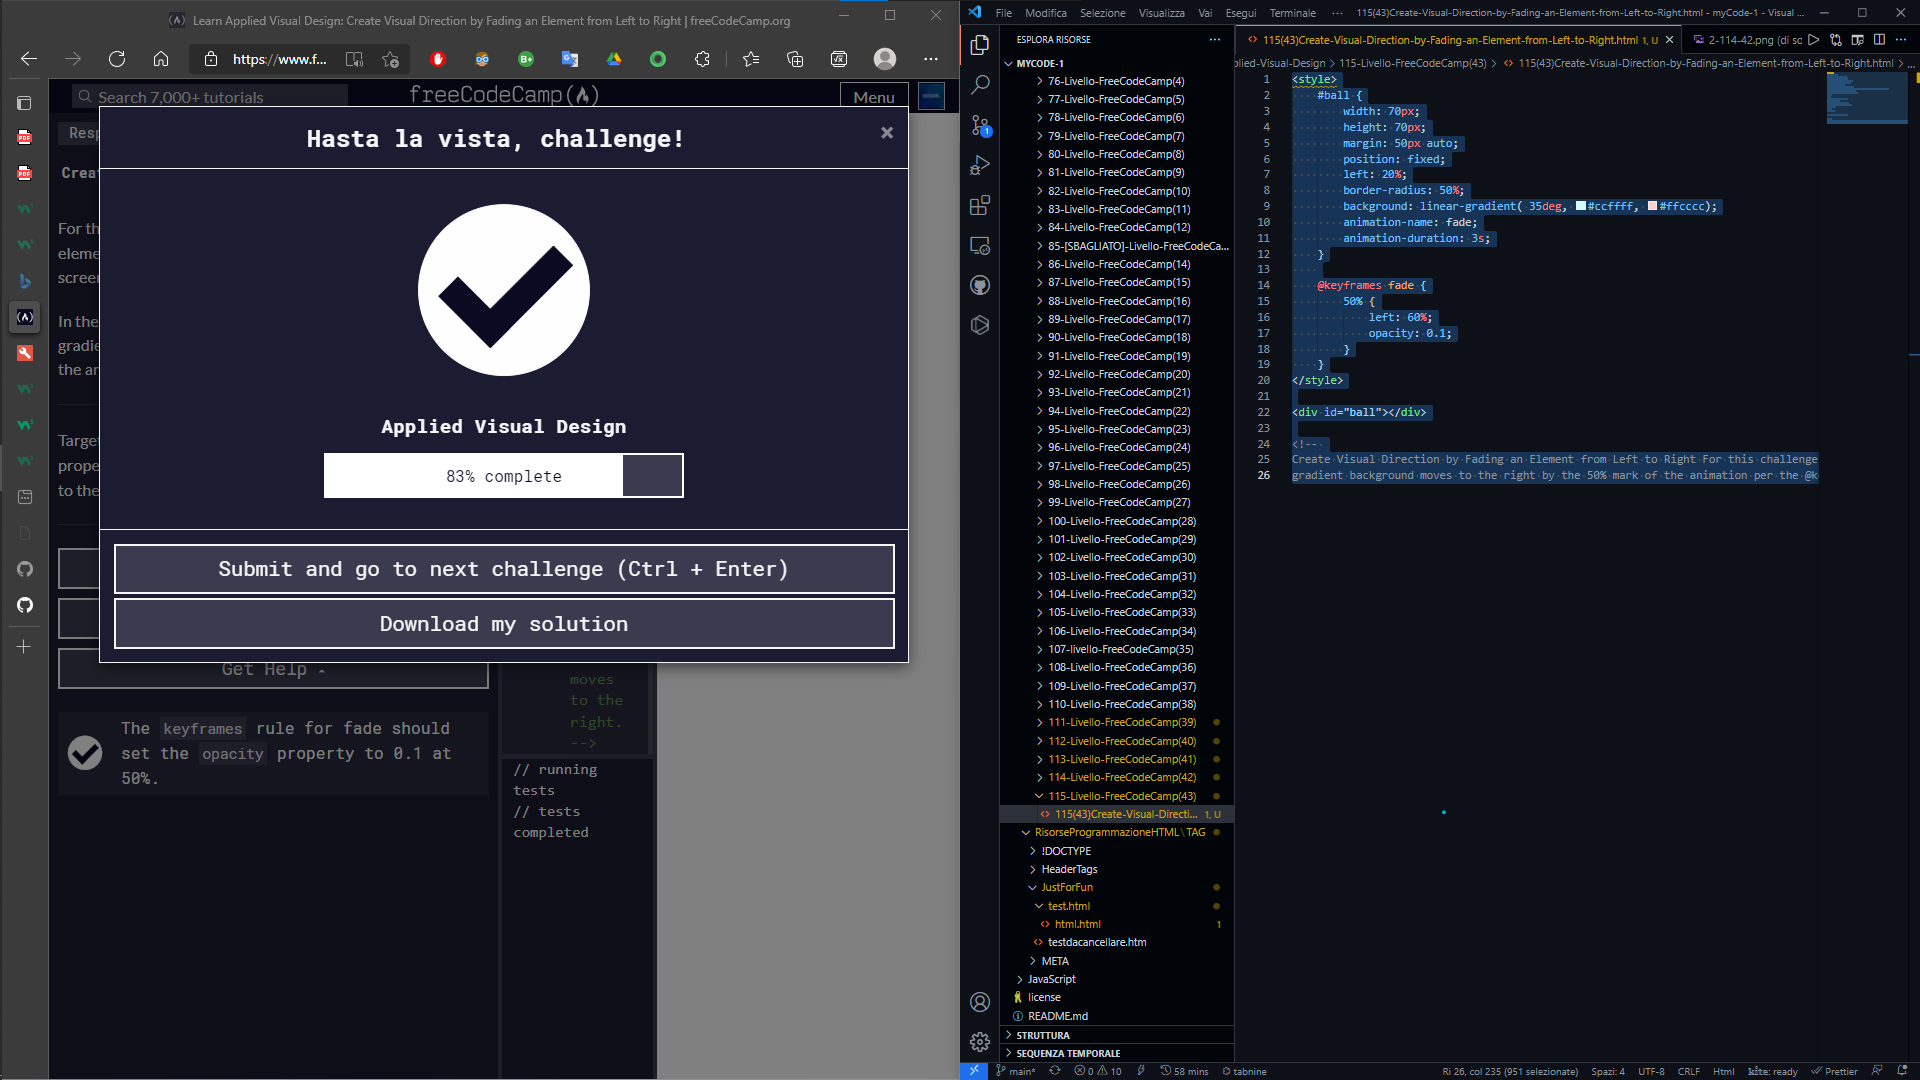 Learn Applied Visual Design: Create Visual Direction by Fading an Element from Left to Right | freeCodeCamp.org
https://www.f...
Search 7,000+ tutorials
freeCodeCamp(🔥)
Menu
Resp
Hasta la vista, challenge!
×
Creat
For th
eleme
screen
In the
gradie
the an
Target
prope
to the
Applied Visual Design
83% complete
Submit and go to next challenge (Ctrl + Enter)
Download my solution
Get Help
The keyframes rule for fade should
set the opacity property to 0.1 at
50%.
moves
to the
right.
-->
// running
tests
// tests
completed
File Modifica Selezione Visualizza Vai Esegui Terminale ... 115(43)Create-Visual-Direction-by-Fading-an-Element-from-Left-to-Right.html - myCode-1 - Visual ...
ESPLORA RISORSE
MYCODE-1
76-Livello-FreeCodeCamp(4)
77-Livello-FreeCodeCamp(5)
78-Livello-FreeCodeCamp(6)
79-Livello-FreeCodeCamp(7)
80-Livello-FreeCodeCamp(8)
81-Livello-FreeCodeCamp(9)
82-Livello-FreeCodeCamp(10)
83-Livello-FreeCodeCamp(11)
84-Livello-FreeCodeCamp(12)
85-[SBAGLIATO]-Livello-FreeCodeCa...
86-Livello-FreeCodeCamp(14)
87-Livello-FreeCodeCamp(15)
88-Livello-FreeCodeCamp(16)
89-Livello-FreeCodeCamp(17)
90-Livello-FreeCodeCamp(18)
91-Livello-FreeCodeCamp(19)
92-Livello-FreeCodeCamp(20)
93-Livello-FreeCodeCamp(21)
94-Livello-FreeCodeCamp(22)
95-Livello-FreeCodeCamp(23)
96-Livello-FreeCodeCamp(24)
97-Livello-FreeCodeCamp(25)
98-Livello-FreeCodeCamp(26)
99-Livello-FreeCodeCamp(27)
100-Livello-FreeCodeCamp(28)
101-Livello-FreeCodeCamp(29)
102-Livello-FreeCodeCamp(30)
103-Livello-FreeCodeCamp(31)
104-Livello-FreeCodeCamp(32)
105-Livello-FreeCodeCamp(33)
106-Livello-FreeCodeCamp(34)
107-livello-FreeCodeCamp(35)
108-Livello-FreeCodeCamp(36)
109-Livello-FreeCodeCamp(37)
110-Livello-FreeCodeCamp(38)
111-Livello-FreeCodeCamp(39)
112-Livello-FreeCodeCamp(40)
113-Livello-FreeCodeCamp(41)
114-Livello-FreeCodeCamp(42)
115-Livello-FreeCodeCamp(43)
115(43)Create-Visual-Directi... 1, U
RisorseProgrammazioneHTML\TAG
!DOCTYPE
HeaderTags
JustForFun
test.html
html.html 1
testdacancellare.htm
META
JavaScript
license
README.md
STRUTTURA
SEQUENZA TEMPORALE
115(43)Create-Visual-Direction-by-Fading-an-Element-from-Left-to-Right.html 1, U
2-114-42.png (di sc
plied-Visual-Design > 115-Livello-FreeCodeCamp(43) > 115(43)Create-Visual-Direction-by-Fading-an-Element-from-Left-to-Right.html > ...
1 <style>
2 #ball {
3 width: 70px;
4 height: 70px;
5 margin: 50px auto;
6 position: fixed;
7 left: 20%;
8 border-radius: 50%;
9 background: linear-gradient( 35deg, #ccffff, #ffcccc);
10 animation-name: fade;
11 animation-duration: 3s;
12 }
13
14 @keyframes fade {
15 50% {
16 left: 60%;
17 opacity: 0.1;
18 }
19 }
20 </style>
21
22 <div id="ball"></div>
23
24 <!--
25 Create Visual Direction by Fading an Element from Left to Right For this challenge
26 gradient background moves to the right by the 50% mark of the animation per the @k
main* 0 10 58 mins tabnine Ri 26, col 235 (951 selezionate) Spazi: 4 UTF-8 CRLF Html kite: ready Prettier